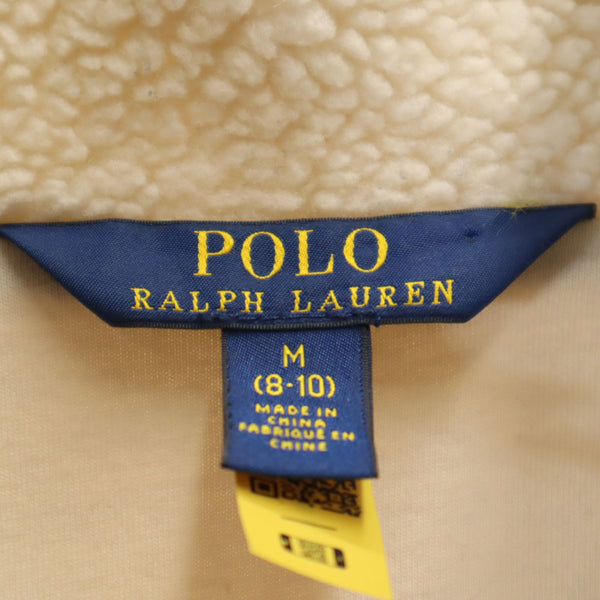 POLO
RALPH LAUREN
M
(8-10)
MADE IN
CHINA
FABRIQUÉ EN
CHINE